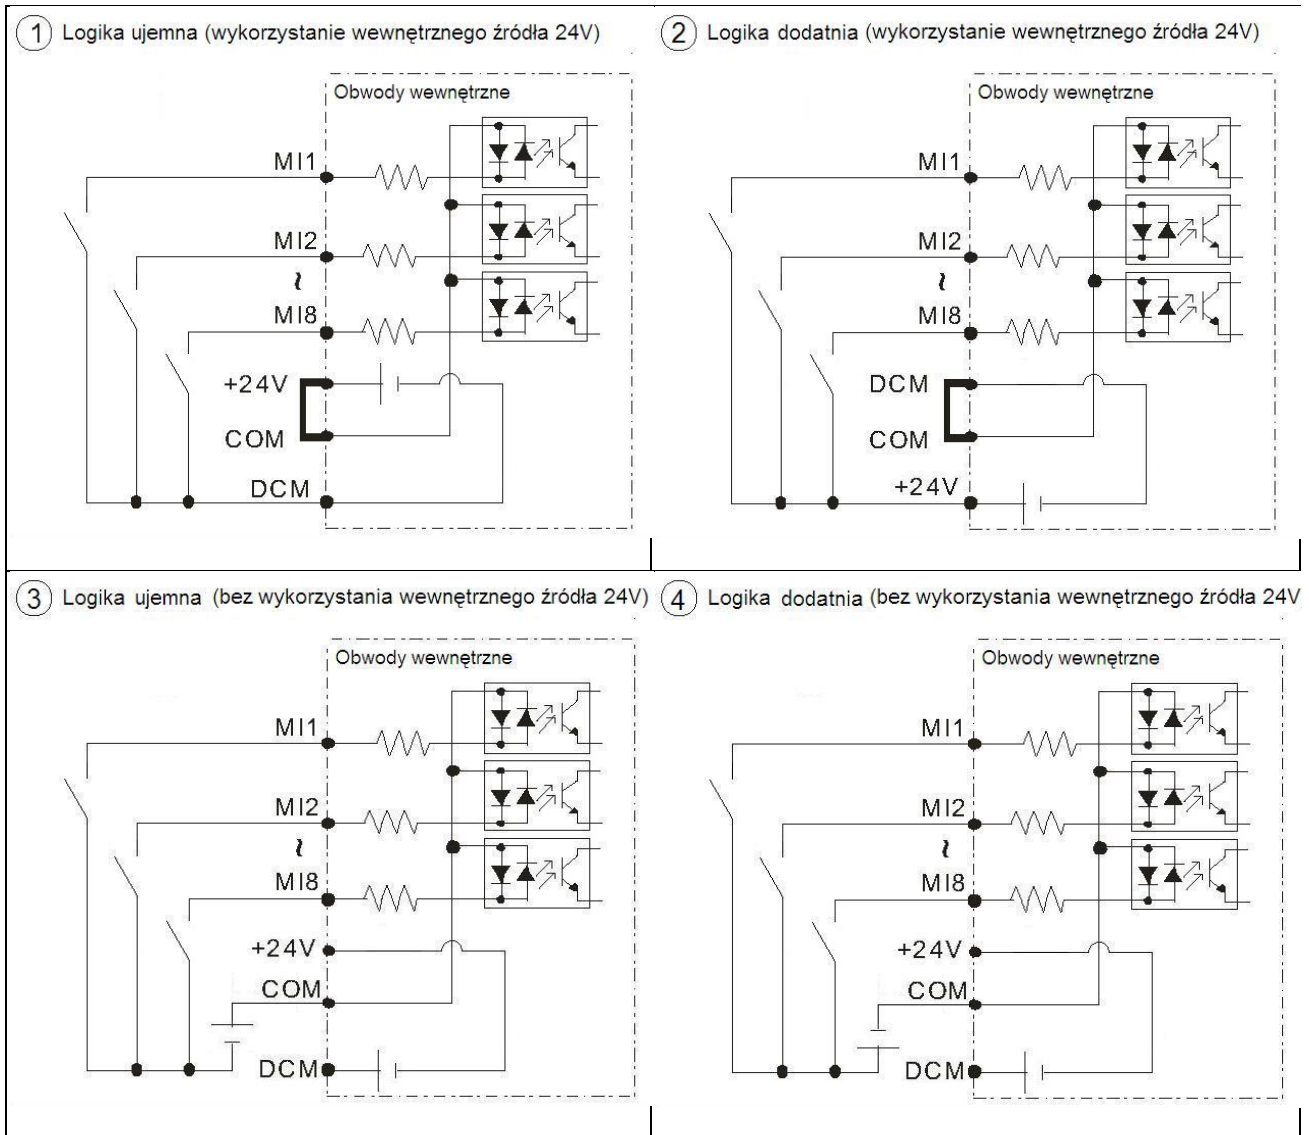 1 Logika ujemna (wykorzystanie wewnętrznego źródła 24V)
Obwody wewnętrzne
MI1
MI2
~
MI8
+24V
COM
DCM
2 Logika dodatnia (wykorzystanie wewnętrznego źródła 24V)
Obwody wewnętrzne
MI1
MI2
~
MI8
DCM
COM
+24V
3 Logika ujemna (bez wykorzystania wewnętrznego źródła 24V)
Obwody wewnętrzne
MI1
MI2
~
MI8
+24V
COM
DCM
4 Logika dodatnia (bez wykorzystania wewnętrznego źródła 24V
Obwody wewnętrzne
MI1
MI2
~
MI8
+24V
COM
DCM